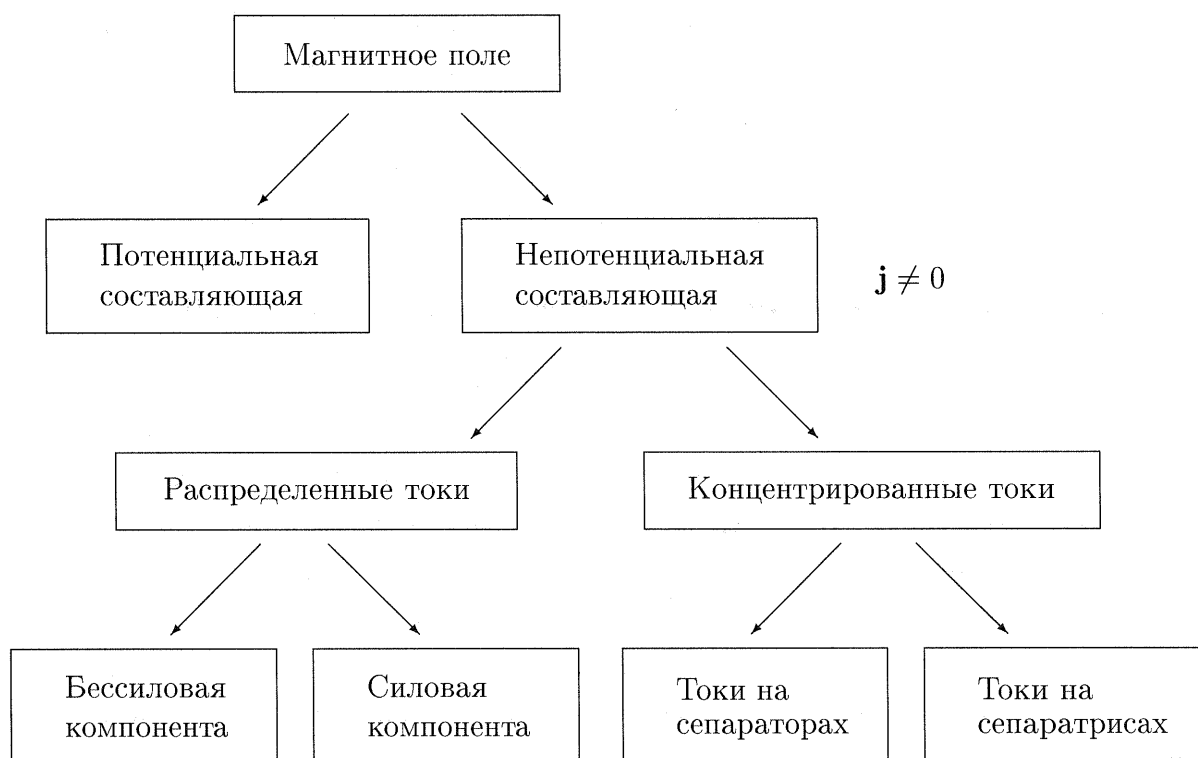 Магнитное поле
Потенциальная
составляющая
Непотенциальная
составляющая
j ≠ 0
Распределенные токи
Концентрированные токи
Бессиловая
компонента
Силовая
компонента
Токи на
сепараторах
Токи на
сепаратрисах